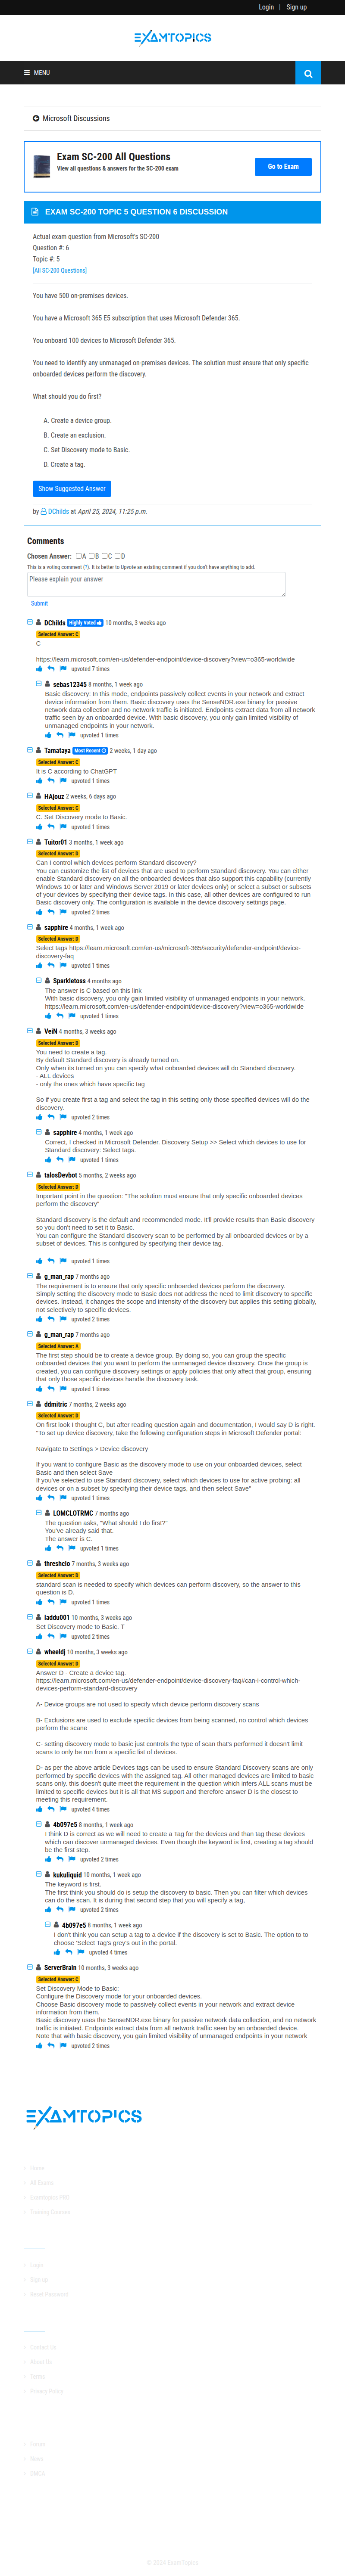 Login | Sign up
EXAMTOPICS
MENU
Microsoft Discussions
Exam SC-200 All Questions
View all questions & answers for the SC-200 exam
Go to Exam
EXAM SC-200 TOPIC 5 QUESTION 6 DISCUSSION
Actual exam question from Microsoft's SC-200
Question #: 6
Topic #: 5
[All SC-200 Questions]
You have 500 on-premises devices.
You have a Microsoft 365 E5 subscription that uses Microsoft Defender 365.
You onboard 100 devices to Microsoft Defender 365.
You need to identify any unmanaged on-premises devices. The solution must ensure that only specific
onboarded devices perform the discovery.
What should you do first?
A. Create a device group.
B. Create an exclusion.
C. Set Discovery mode to Basic.
D. Create a tag.
Show Suggested Answer
by DChilds at April 25, 2024, 11:25 p.m.
Comments
Chosen Answer: A B C D
This is a voting comment (?). It is better to Upvote an existing comment if you don't have anything to add.
Please explain your answer
Submit
DChilds Highly Voted 10 months, 3 weeks ago
Selected Answer: C
C
https://learn.microsoft.com/en-us/defender-endpoint/device-discovery?view=o365-worldwide
upvoted 7 times
sebas12345 8 months, 1 week ago
Basic discovery: In this mode, endpoints passively collect events in your network and extract
device information from them. Basic discovery uses the SenseNDR.exe binary for passive
network data collection and no network traffic is initiated. Endpoints extract data from all network
traffic seen by an onboarded device. With basic discovery, you only gain limited visibility of
unmanaged endpoints in your network.
upvoted 1 times
Tamataya Most Recent 2 weeks, 1 day ago
Selected Answer: C
It is C according to ChatGPT
upvoted 1 times
HAjouz 2 weeks, 6 days ago
Selected Answer: C
C. Set Discovery mode to Basic.
upvoted 1 times
Tuitor01 3 months, 1 week ago
Selected Answer: D
Can I control which devices perform Standard discovery?
You can customize the list of devices that are used to perform Standard discovery. You can either
enable Standard discovery on all the onboarded devices that also support this capability (currently
Windows 10 or later and Windows Server 2019 or later devices only) or select a subset or subsets
of your devices by specifying their device tags. In this case, all other devices are configured to run
Basic discovery only. The configuration is available in the device discovery settings page.
upvoted 2 times
sapphire 4 months, 1 week ago
Selected Answer: D
Select tags https://learn.microsoft.com/en-us/microsoft-365/security/defender-endpoint/device-
discovery-faq
upvoted 1 times
Sparkletoss 4 months ago
The answer is C based on this link
With basic discovery, you only gain limited visibility of unmanaged endpoints in your network.
https://learn.microsoft.com/en-us/defender-endpoint/device-discovery?view=o365-worldwide
upvoted 1 times
VeiN 4 months, 3 weeks ago
Selected Answer: D
You need to create a tag.
By default Standard discovery is already turned on.
Only when its turned on you can specify what onboarded devices will do Standard discovery.
- ALL devices
- only the ones which have specific tag
So if you create first a tag and select the tag in this setting only those specified devices will do the
discovery.
upvoted 2 times
sapphire 4 months, 1 week ago
Correct, I checked in Microsoft Defender. Discovery Setup >> Select which devices to use for
Standard discovery: Select tags.
upvoted 1 times
talosDevbot 5 months, 2 weeks ago
Selected Answer: D
Important point in the question: "The solution must ensure that only specific onboarded devices
perform the discovery"
Standard discovery is the default and recommended mode. It'll provide results than Basic discovery
so you don't need to set it to Basic.
You can configure the Standard discovery scan to be performed by all onboarded devices or by a
subset of devices. This is configured by specifying their device tag.
upvoted 1 times
g_man_rap 7 months ago
The requirement is to ensure that only specific onboarded devices perform the discovery.
Simply setting the discovery mode to Basic does not address the need to limit discovery to specific
devices. Instead, it changes the scope and intensity of the discovery but applies this setting globally,
not selectively to specific devices.
upvoted 2 times
g_man_rap 7 months ago
Selected Answer: A
The first step should be to create a device group. By doing so, you can group the specific
onboarded devices that you want to perform the unmanaged device discovery. Once the group is
created, you can configure discovery settings or apply policies that only affect that group, ensuring
that only those specific devices handle the discovery task.
upvoted 1 times
ddmitric 7 months, 2 weeks ago
Selected Answer: D
On first look I thought C, but after reading question again and documentation, I would say D is right.
"To set up device discovery, take the following configuration steps in Microsoft Defender portal:
Navigate to Settings > Device discovery
If you want to configure Basic as the discovery mode to use on your onboarded devices, select
Basic and then select Save
If you've selected to use Standard discovery, select which devices to use for active probing: all
devices or on a subset by specifying their device tags, and then select Save"
upvoted 1 times
LOMCLOTRMC 7 months ago
The question asks, "What should I do first?"
You've already said that.
The answer is C.
upvoted 1 times
threshclo 7 months, 3 weeks ago
Selected Answer: D
standard scan is needed to specify which devices can perform discovery, so the answer to this
question is D.
upvoted 1 times
laddu001 10 months, 3 weeks ago
Set Discovery mode to Basic. T
upvoted 2 times
wheeldj 10 months, 3 weeks ago
Selected Answer: D
Answer D - Create a device tag.
https://learn.microsoft.com/en-us/defender-endpoint/device-discovery-faq#can-i-control-which-
devices-perform-standard-discovery
A- Device groups are not used to specify which device perform discovery scans
B- Exclusions are used to exclude specific devices from being scanned, no control which devices
perform the scane
C- setting discovery mode to basic just controls the type of scan that's performed it doesn't limit
scans to only be run from a specific list of devices.
D- as per the above article Devices tags can be used to ensure Standard Discovery scans are only
performed by specific devices with the assigned tag. All other managed devices are limited to basic
scans only. this doesn't quite meet the requirement in the question which infers ALL scans must be
limited to specific devices but it is all that MS support and therefore answer D is the closest to
meeting this requirement.
upvoted 4 times
4b097e5 8 months, 1 week ago
I think D is correct as we will need to create a Tag for the devices and than tag these devices
which can discover unmanaged devices. Even though the keyword is first, creating a tag should
be the first step.
upvoted 2 times
kukuliquid 10 months, 1 week ago
The keyword is first.
The first think you should do is setup the discovery to basic. Then you can filter which devices
can do the scan. It is during that second step that you will specify a tag,
upvoted 2 times
4b097e5 8 months, 1 week ago
I don't think you can setup a tag to a device if the discovery is set to Basic. The option to to
choose 'Select Tag's grey's out in the portal.
upvoted 4 times
ServerBrain 10 months, 3 weeks ago
Selected Answer: C
Set Discovery Mode to Basic:
Configure the Discovery mode for your onboarded devices.
Choose Basic discovery mode to passively collect events in your network and extract device
information from them.
Basic discovery uses the SenseNDR.exe binary for passive network data collection, and no network
traffic is initiated. Endpoints extract data from all network traffic seen by an onboarded device.
Note that with basic discovery, you gain limited visibility of unmanaged endpoints in your network
upvoted 2 times
EXAMTOPICS
Home
All Exams
Examtopics PRO
Training Courses
Login
Sign up
Reset Password
Contact Us
About Us
Terms
Privacy Policy
Forum
News
DMCA
© 2024 ExamTopics